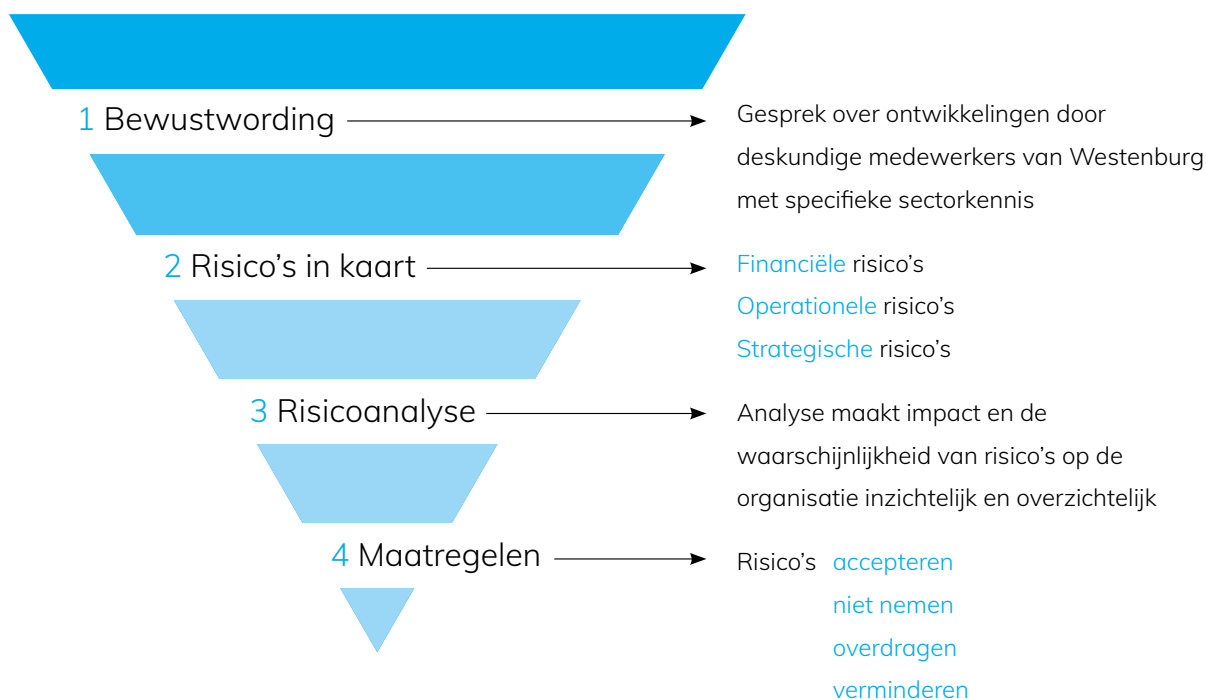 1 Bewustwording
Gesprek over ontwikkelingen door
deskundige medewerkers van Westenburg
met specifieke sectorkennis
2 Risico’s in kaart
Financiële risico’s
Operationele risico’s
Strategische risico’s
3 Risicoanalyse
Analyse maakt impact en de
waarschijnlijkheid van risico’s op de
organisatie inzichtelijk en overzichtelijk
4 Maatregelen
Risico’s accepteren
niet nemen
overdragen
verminderen